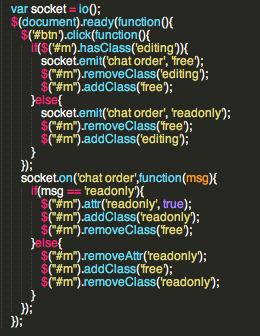 var socket = io();
$(document).ready(function(){
$('#btn').click(function(){
if($('#m').hasClass('editing')){
socket.emit('chat order', 'free');
$("#m").removeClass('editing');
$("#m").addClass('free');
}else{
socket.emit('chat order', 'readonly');
$("#m").removeClass('free');
$("#m").addClass('editing');
}
});
socket.on('chat order',function(msg){
if(msg == 'readonly'){
$("#m").attr('readonly', true);
$("#m").addClass('readonly');
$("#m").removeClass('free');
}else{
$("#m").removeAttr('readonly');
$("#m").addClass('free');
$("#m").removeClass('readonly');
}
});
});